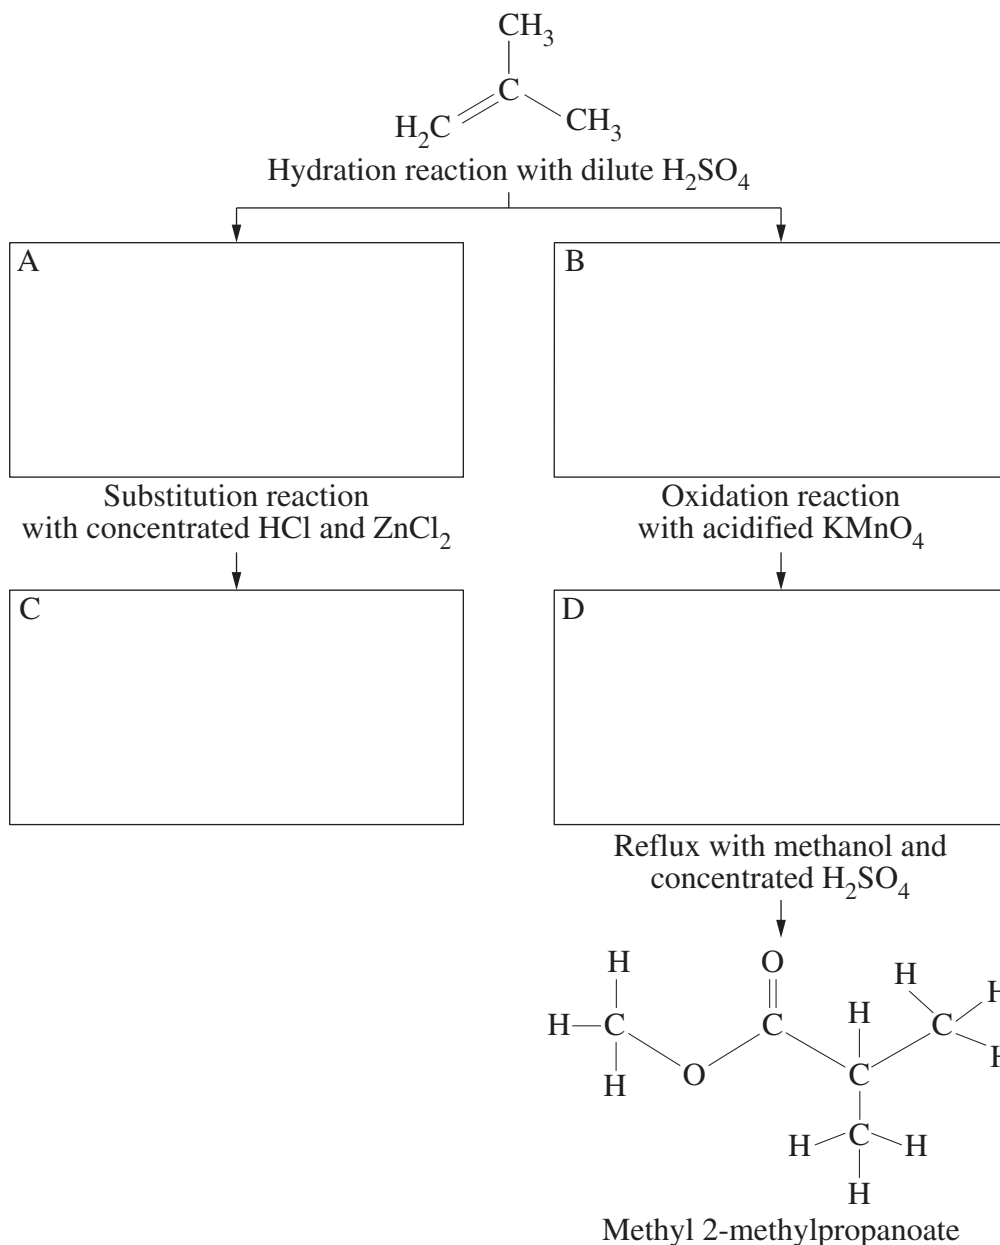 CH₃
C
H₂C CH₃
Hydration reaction with dilute H₂SO₄
A
B
Substitution reaction
with concentrated HCl and ZnCl₂
Oxidation reaction
with acidified KMnO₄
C
D
Reflux with methanol and
concentrated H₂SO₄
H O H H
H C C H C H
H O C
H C H
H
Methyl 2-methylpropanoate